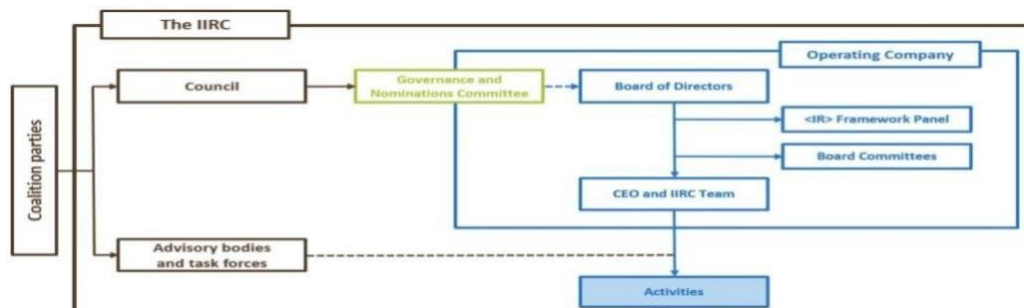 The IIRC
Operating Company
Coalition parties
Council
Governance and
Nominations Committee
Board of Directors
<IR> Framework Panel
Board Committees
CEO and IIRC Team
Advisory bodies
and task forces
Activities